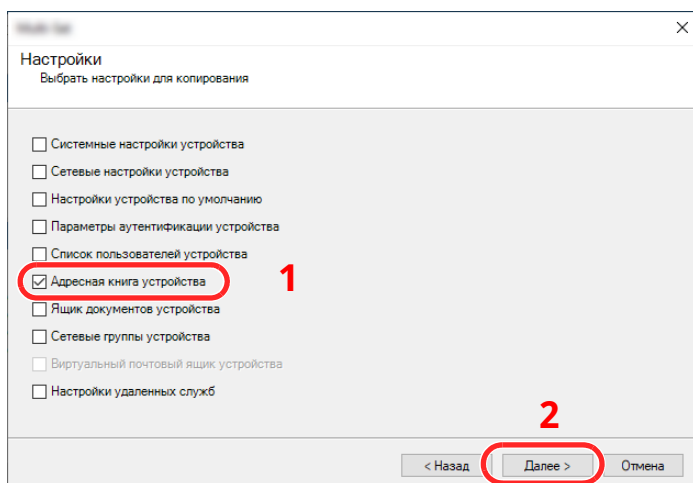 Настройки
Выбрать настройки для копирования
Системные настройки устройства
Сетевые настройки устройства
Настройки устройства по умолчанию
Параметры аутентификации устройства
Список пользователей устройства
Адресная книга устройства
1
Ящик документов устройства
Сетевые группы устройства
Виртуальный почтовый ящик устройства
Настройки удаленных служб
2
< Назад Далее > Отмена